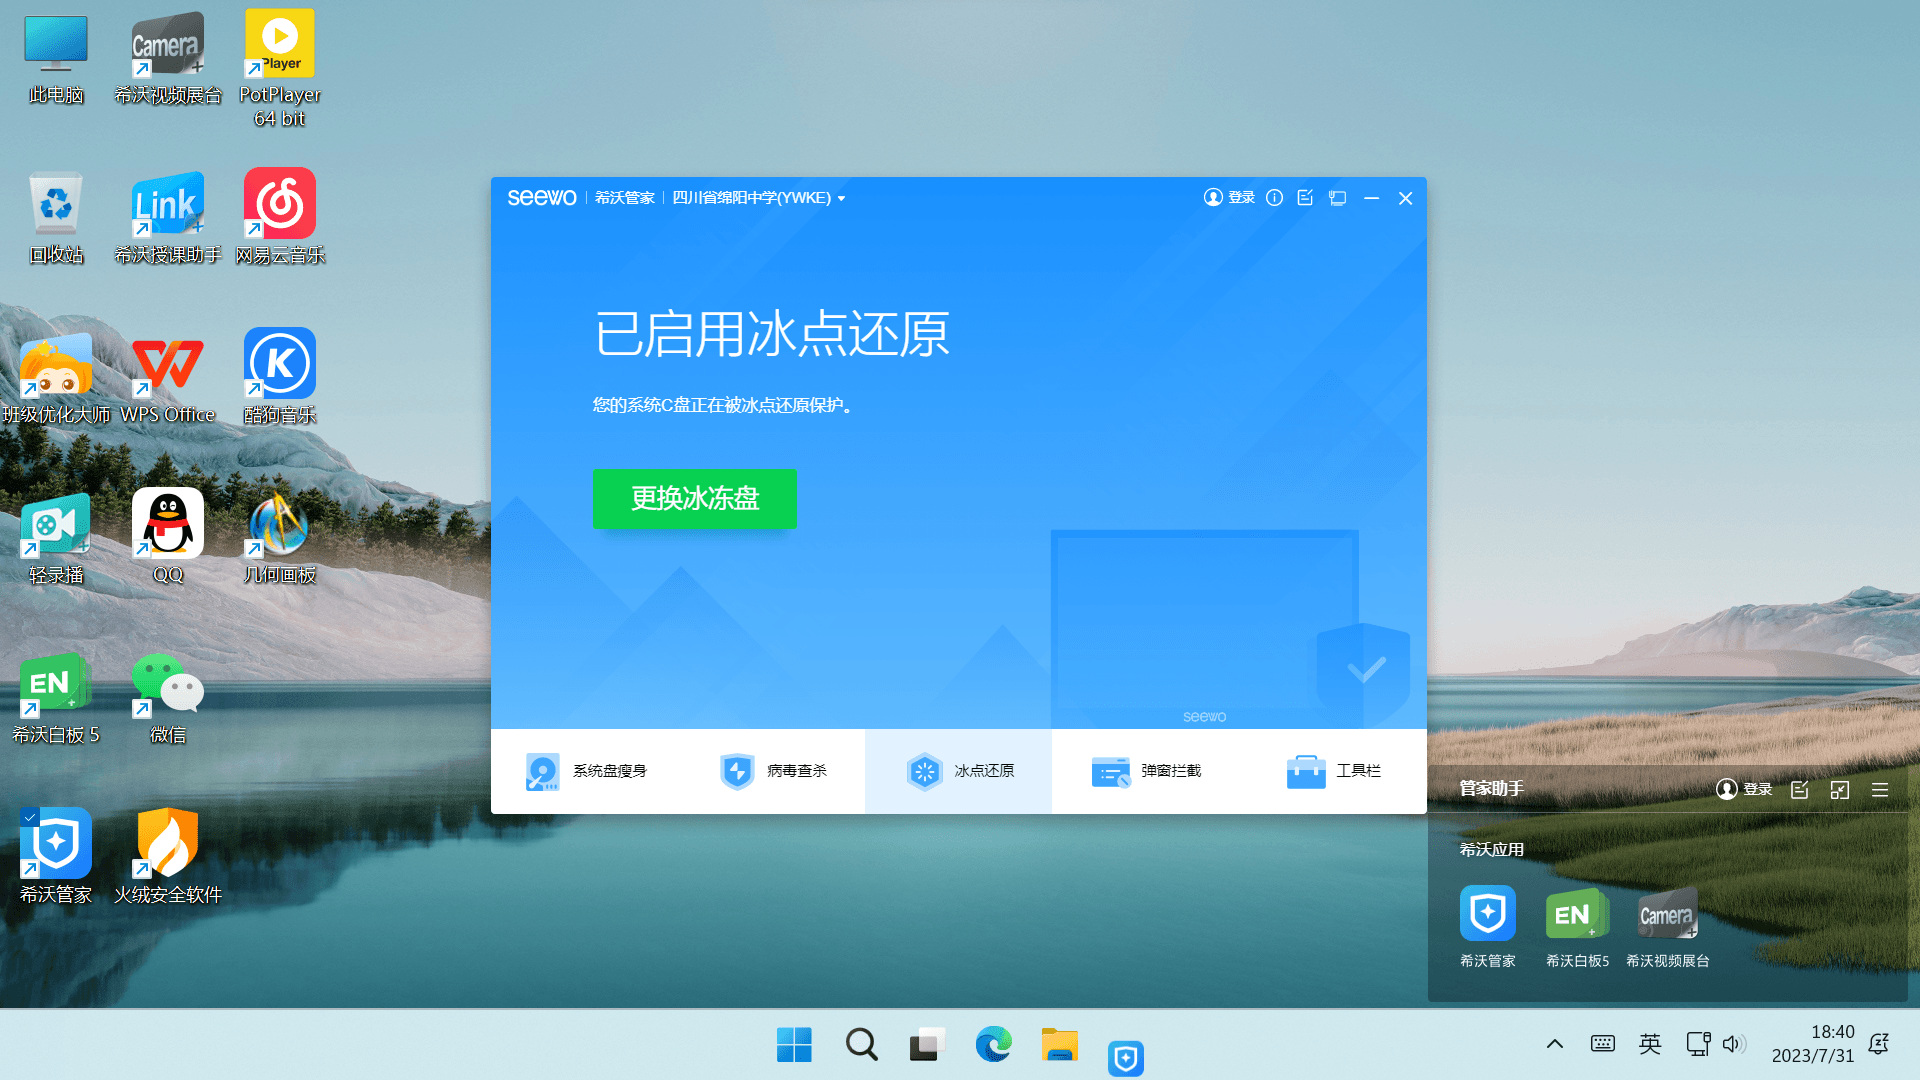 此电脑
Camera
希沃视频展台
Player
PotPlayer
64 bit
回收站
Link
希沃授课助手
网易云音乐
班级优化大师
WPS Office
K
酷狗音乐
轻录播
QQ
几何画板
EN
希沃白板 5
微信
希沃管家
火绒安全软件
seewo 希沃管家 四川省绵阳中学(YWKE)
登录
已启用冰点还原
您的系统C盘正在被冰点还原保护。
更换冰冻盘
seewo
系统盘瘦身
病毒查杀
冰点还原
弹窗拦截
工具栏
管家助手
登录
希沃应用
EN
Camera
希沃管家
希沃白板5
希沃视频展台
英
18:40
2023/7/31